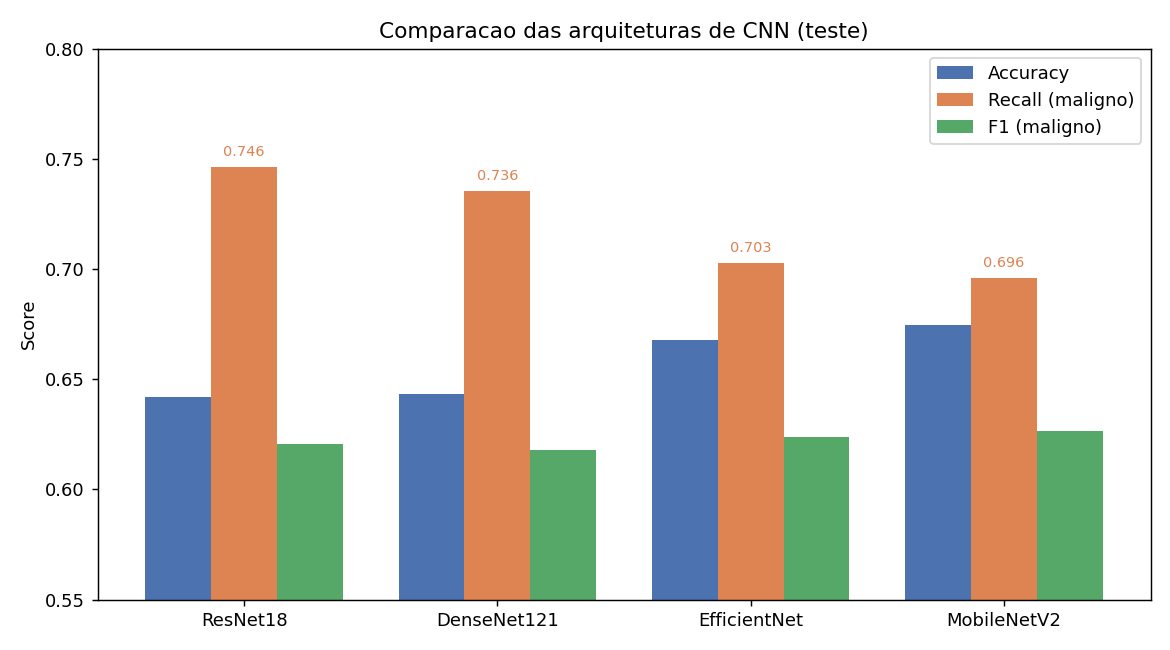 Comparacao das arquiteturas de CNN (teste)
Accuracy
Recall (maligno)
F1 (maligno)
0.80
0.75
0.70
0.65
0.60
0.55
Score
0.746
0.736
0.703
0.696
ResNet18
DenseNet121
EfficientNet
MobileNetV2